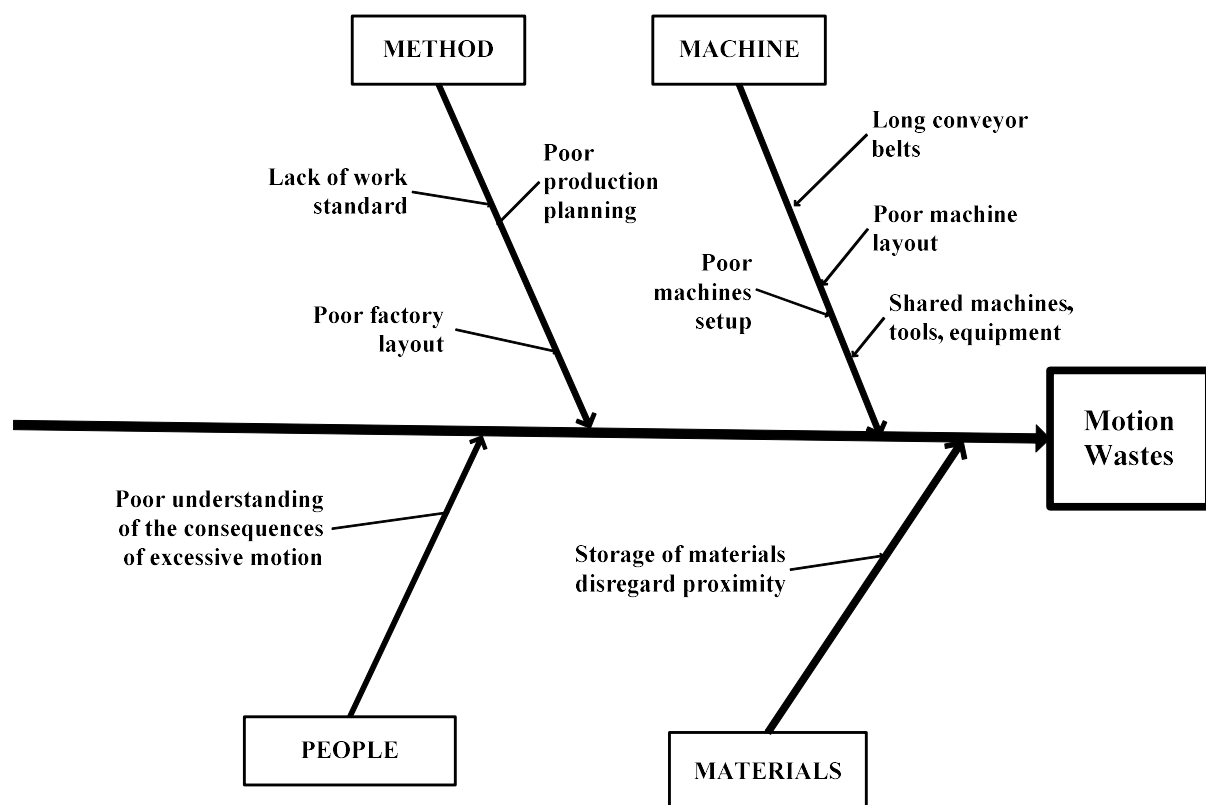 METHOD
MACHINE
Long conveyor
belts
Poor
production
planning
Lack of work
standard
Poor machine
layout
Poor
machines
setup
Shared machines,
tools, equipment
Poor factory
layout
Motion
Wastes
Poor understanding
of the consequences
of excessive motion
Storage of materials
disregard proximity
PEOPLE
MATERIALS